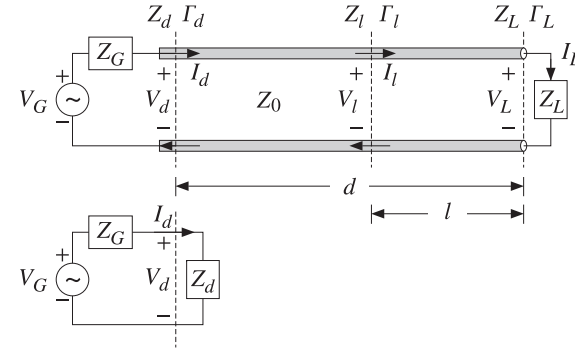 Z_d Γ_d Z_l Γ_l Z_L Γ_L
Z_G I_d I_l I_L
+ + + +
V_G ~ V_d Z_0 V_l V_L Z_L
− − − −
d
l
Z_G I_d
+ +
V_G ~ V_d Z_d
− −